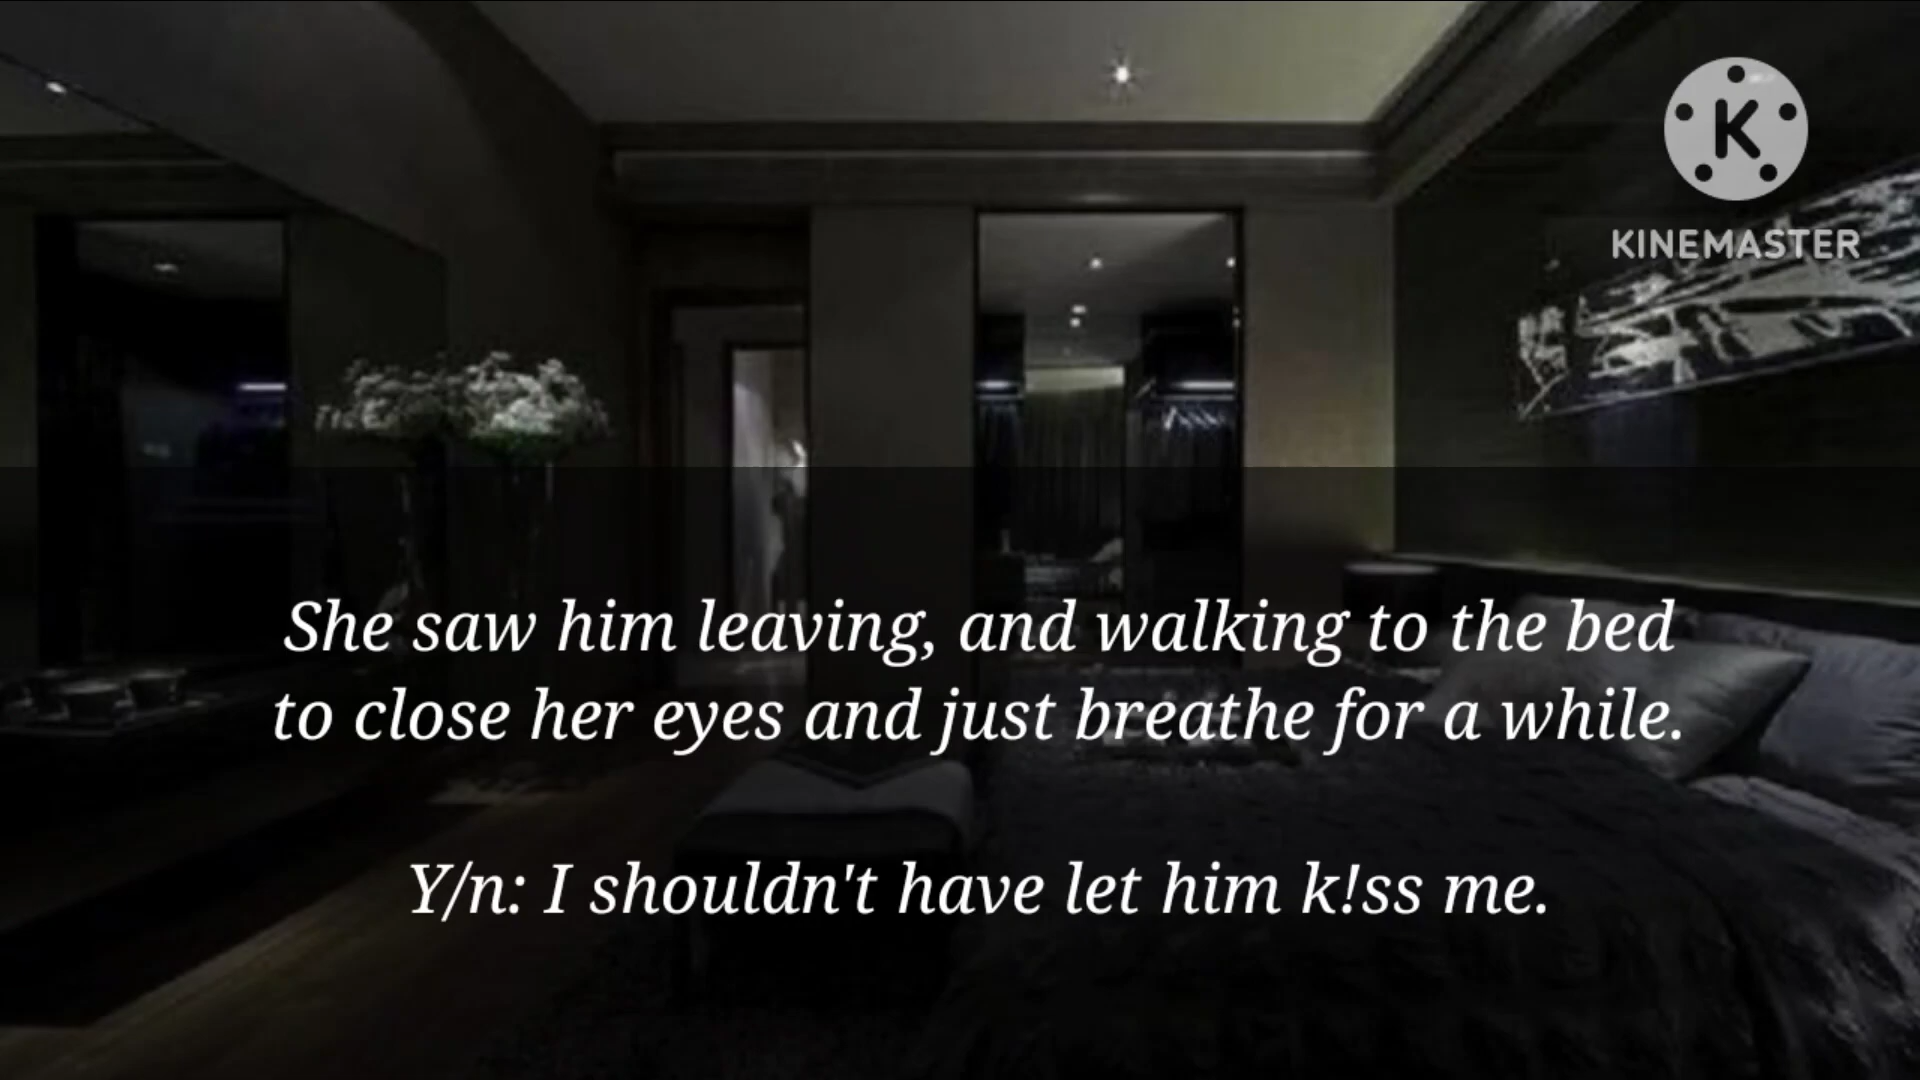 K
KINEMASTER
She saw him leaving, and walking to the bed
to close her eyes and just breathe for a while.
Y/n: I shouldn't have let him k!ss me.